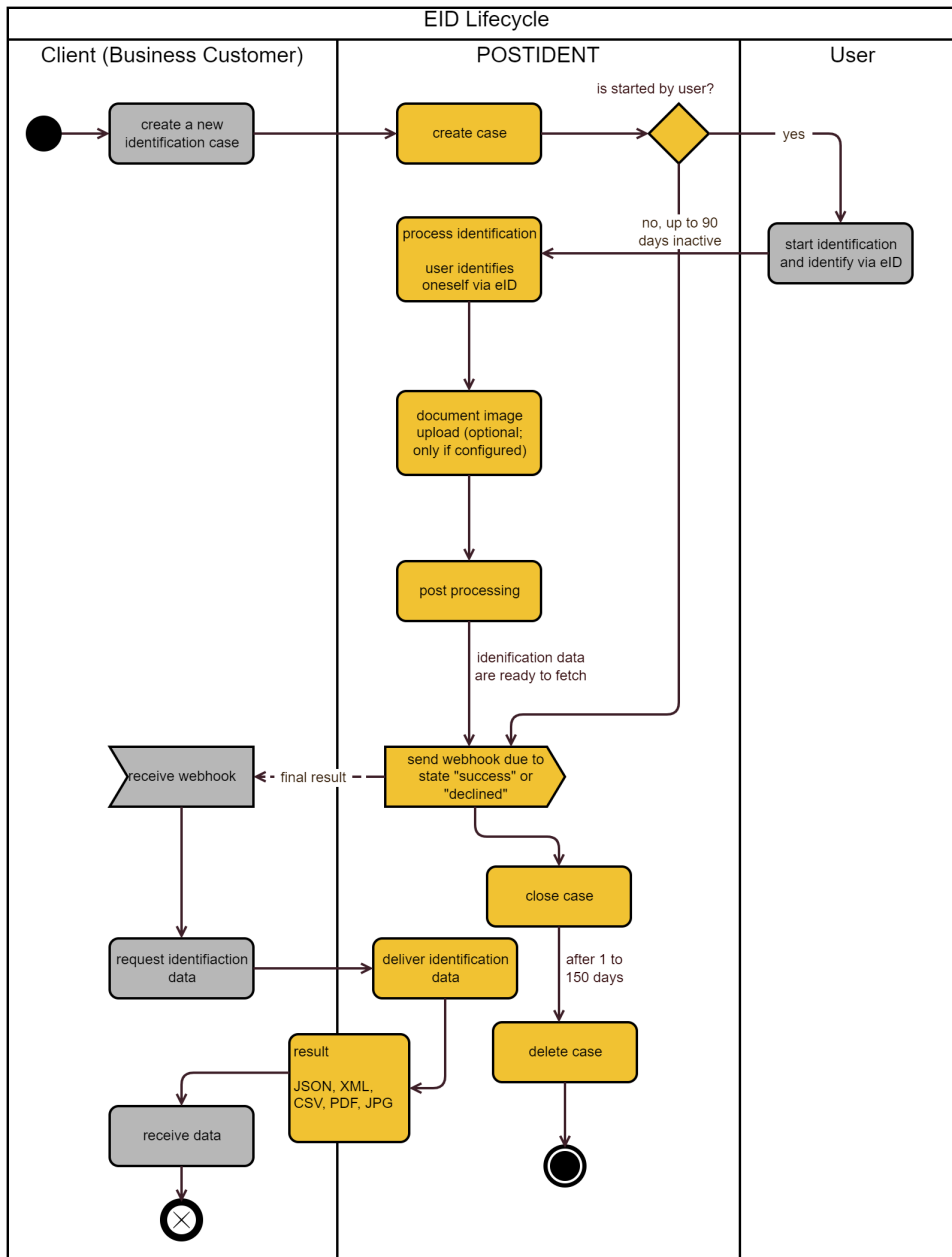 EID Lifecycle
Client (Business Customer)
POSTIDENT
User
is started by user?
create a new
identification case
create case
yes
no, up to 90
days inactive
process identification
user identifies
oneself via eID
start identification
and identify via eID
document image
upload (optional;
only if configured)
post processing
idenification data
are ready to fetch
receive webhook
final result
send webhook due to
state "success" or
"declined"
close case
request identifiaction
data
deliver identification
data
after 1 to
150 days
result
JSON, XML,
CSV, PDF, JPG
delete case
receive data